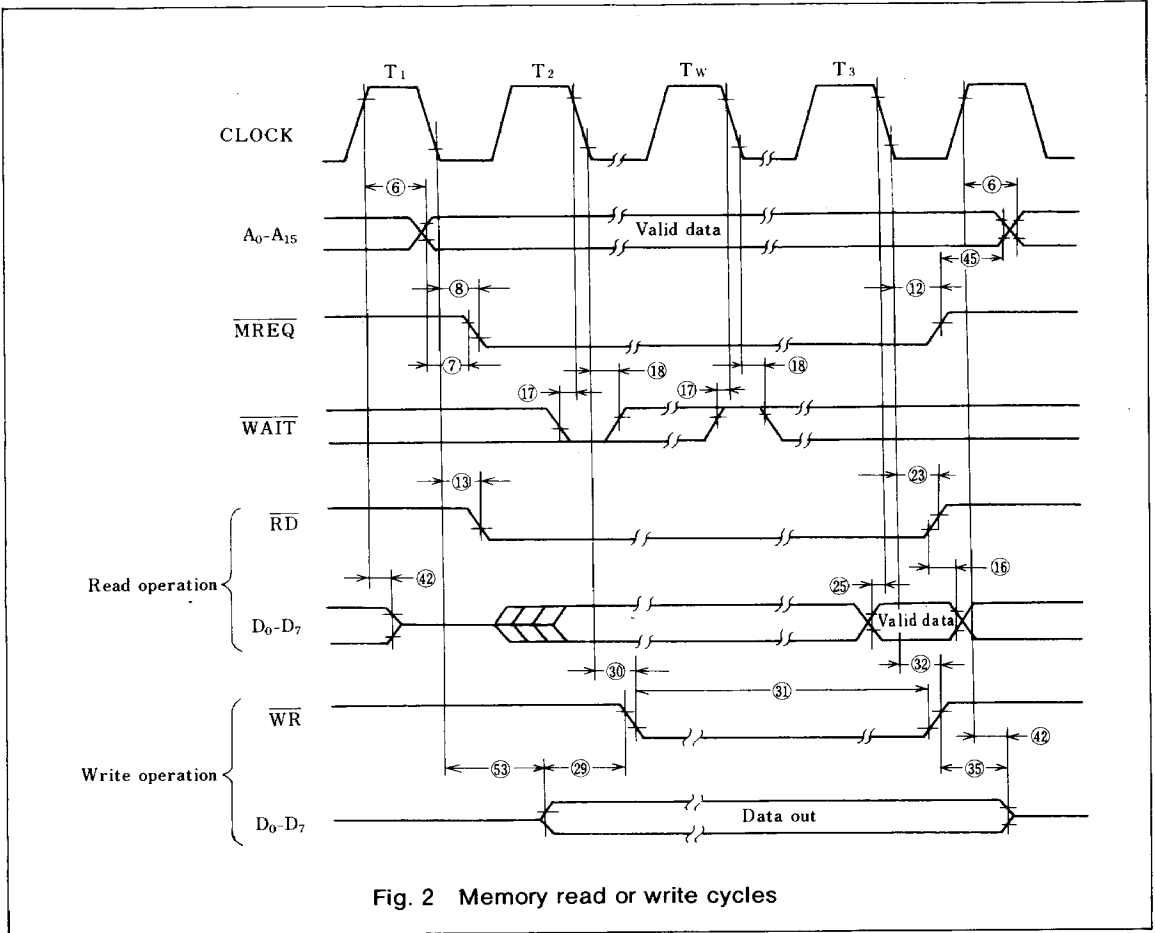 T1 T2 TW T3
CLOCK
⑥ ⑥
A0-A15 Valid data
㊺
⑧ ⑫
MREQ
⑦ ⑱ ⑱
⑰ ⑰
WAIT
⑬ ㉓
RD
Read operation ㊷ ⑯
㉕
D0-D7 Valid data
㉚ ㉜
㉛
WR
㊷
Write operation 53 ㉙ ㉟
D0-D7 Data out
Fig. 2 Memory read or write cycles